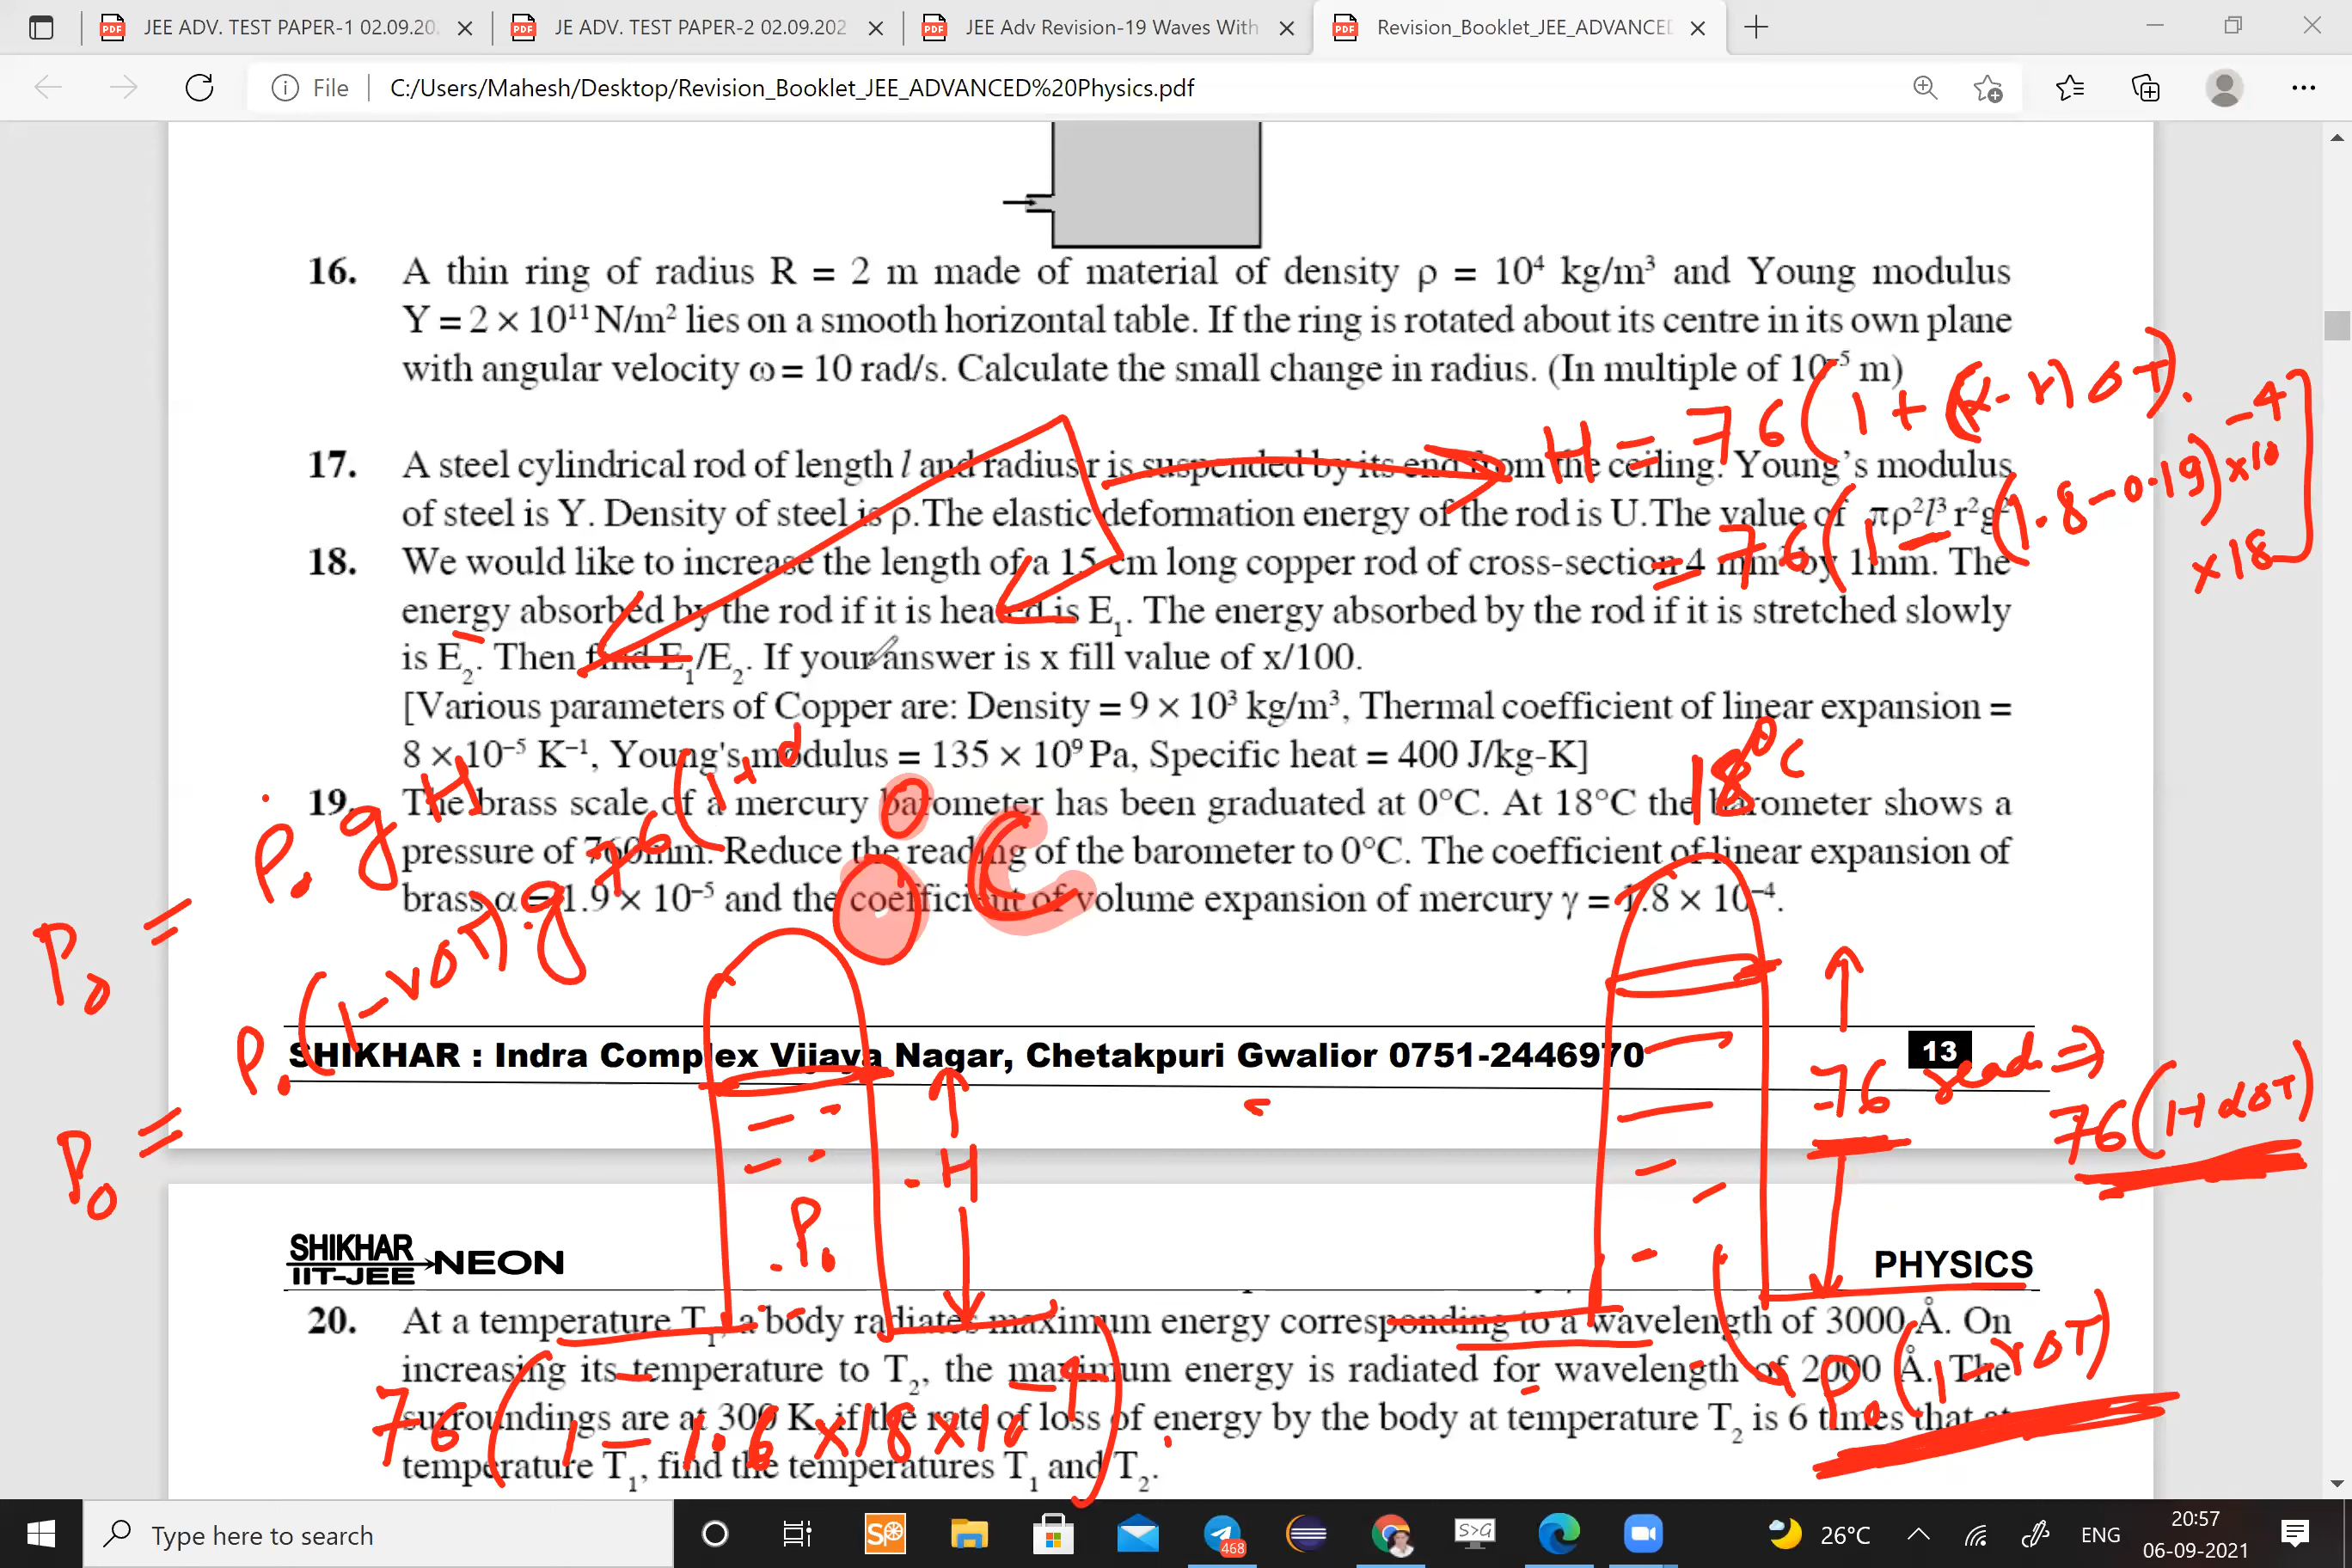 JEE ADV. TEST PAPER-1 02.09.20
JE ADV. TEST PAPER-2 02.09.202
JEE Adv Revision-19 Waves With
Revision_Booklet_JEE_ADVANCED
File
C:/Users/Mahesh/Desktop/Revision_Booklet_JEE_ADVANCED%20Physics.pdf
16. A thin ring of radius R = 2 m made of material of density ρ = 10⁴ kg/m³ and Young modulus
Y = 2 × 10¹¹ N/m² lies on a smooth horizontal table. If the ring is rotated about its centre in its own plane
with angular velocity ω = 10 rad/s. Calculate the small change in radius. (In multiple of 10⁻⁵ m)
H = 76(1 + (α - γ) ΔT).
17. A steel cylindrical rod of length l and radius r is suspended by its end from the ceiling. Young's modulus
of steel is Y. Density of steel is ρ. The elastic deformation energy of the rod is U. The value of πρ²l³r²g²
= 76(1 - (1.8 - 0.19) × 10⁻⁴ × 18]
18. We would like to increase the length of a 15 cm long copper rod of cross-section 4 mm² by 1mm. The
energy absorbed by the rod if it is heated is E₁. The energy absorbed by the rod if it is stretched slowly
is E₂. Then find E₁/E₂. If your answer is x fill value of x/100.
[Various parameters of Copper are: Density = 9 × 10³ kg/m³, Thermal coefficient of linear expansion =
8 × 10⁻⁵ K⁻¹, Young's modulus = 135 × 10⁹ Pa, Specific heat = 400 J/kg-K]
18°C
19. The brass scale of a mercury barometer has been graduated at 0°C. At 18°C the barometer shows a
pressure of 760mm. Reduce the reading of the barometer to 0°C. The coefficient of linear expansion of
brass α = 1.9 × 10⁻⁵ and the coefficient of volume expansion of mercury γ = 1.8 × 10⁻⁴.
P₀ = ρ₀ g H
0°C
P₀ = ρ₀(1 - γΔT) g 76(1 + α
SHIKHAR : Indra Complex Vijaya Nagar, Chetakpuri Gwalior 0751-2446970
13
76 read ⇒
76(1 + αΔT)
H
ρ₀
SHIKHAR
IIT-JEE
NEON
PHYSICS
20. At a temperature T₁, a body radiates maximum energy corresponding to a wavelength of 3000 Å. On
increasing its temperature to T₂, the maximum energy is radiated for wavelength of 2000 Å. The
surroundings are at 300 K, if the rate of loss of energy by the body at temperature T₂ is 6 times that at
temperature T₁, find the temperatures T₁ and T₂.
ρ₀(1 - γΔT)
76(1 - 1.6 × 18 × 10⁻⁴).
Type here to search
SP
468
S>G
26°C
ENG
20:57
06-09-2021